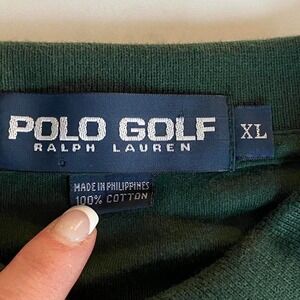 POLO GOLF
RALPH LAUREN
XL
MADE IN PHILIPPINES
100% COTTON